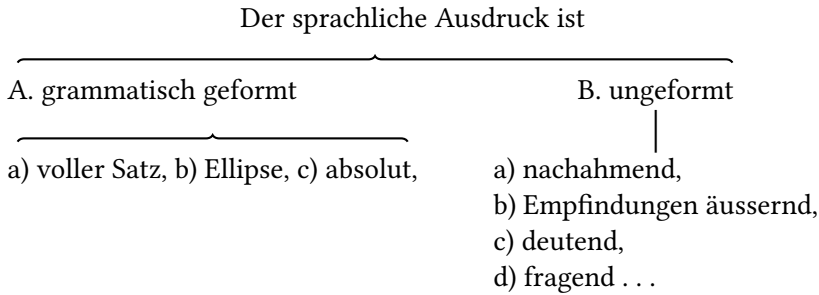 Der sprachliche Ausdruck ist
A. grammatisch geformt B. ungeformt
a) voller Satz, b) Ellipse, c) absolut, a) nachahmend,
b) Empfindungen äussernd,
c) deutend,
d) fragend . . .